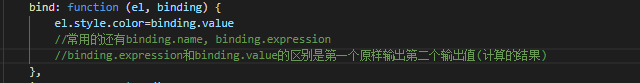 bind: function (el, binding) {
el.style.color=binding.value
//常用的还有binding.name, binding.expression
//binding.expression和binding.value的区别是第一个原样输出第二个输出值(计算的结果)
},